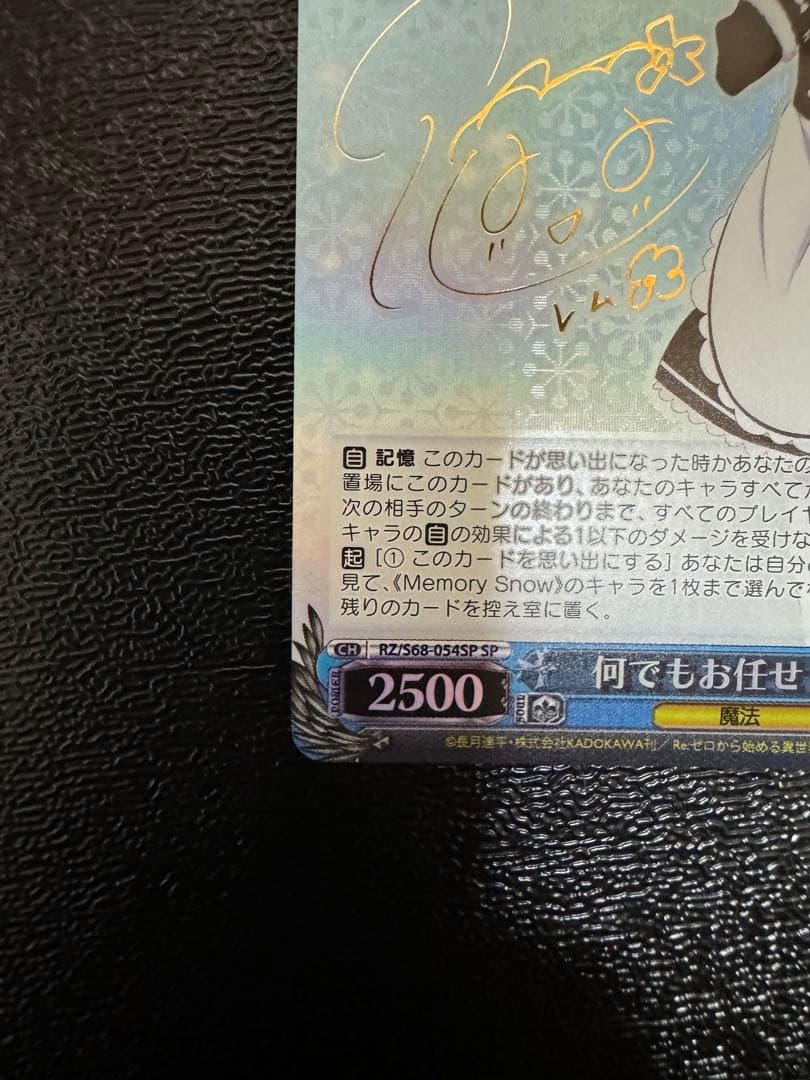 自 記憶 このカードが思い出になった時かあなたの
置場にこのカードがあり、あなたのキャラすべてが
次の相手のターンの終わりまで、すべてのプレイヤ
キャラの自の効果による1以下のダメージを受けな
起 [① このカードを思い出にする] あなたは自分の
見て、《Memory Snow》のキャラを1枚まで選んで
残りのカードを控え室に置く。
CH RZ/S68-054SP SP
POWER 2500 SOUL 何でもお任せ
魔法
©長月達平・株式会社KADOKAWA刊/Re:ゼロから始める異世